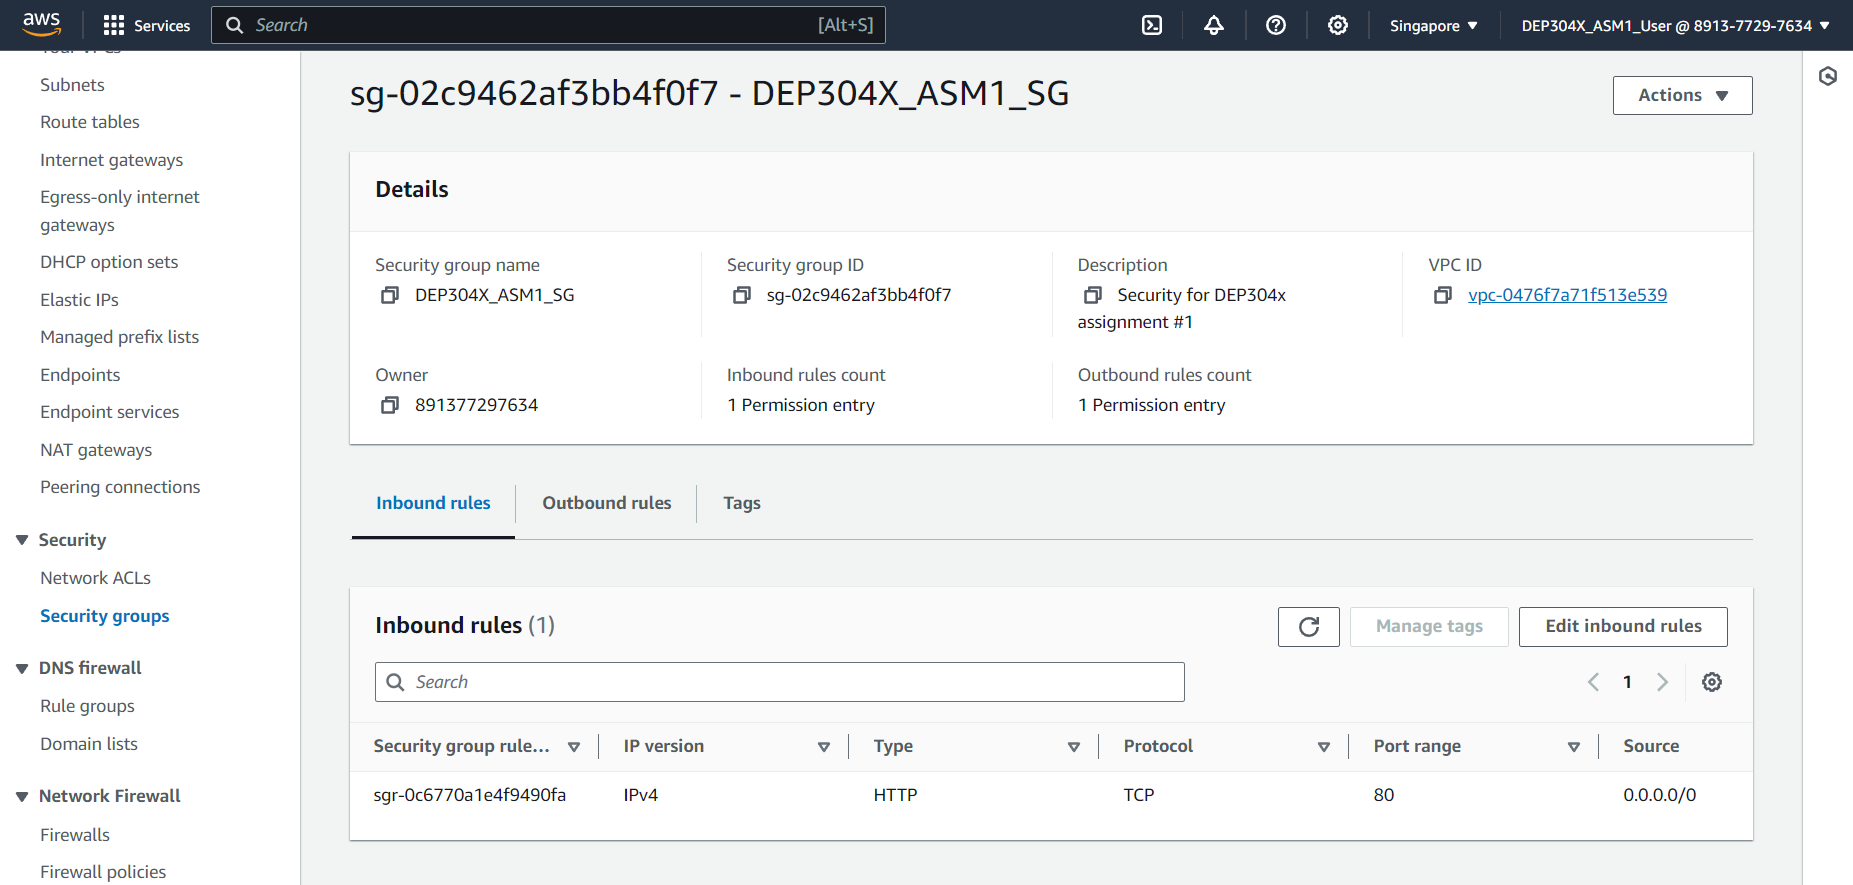 aws
Services
Search
[Alt+S]
Singapore
DEP304X_ASM1_User @ 8913-7729-7634
Your VPCs
Subnets
Route tables
Internet gateways
Egress-only internet
gateways
DHCP option sets
Elastic IPs
Managed prefix lists
Endpoints
Endpoint services
NAT gateways
Peering connections
Security
Network ACLs
Security groups
DNS firewall
Rule groups
Domain lists
Network Firewall
Firewalls
Firewall policies
sg-02c9462af3bb4f0f7 - DEP304X_ASM1_SG
Actions
Details
Security group name
DEP304X_ASM1_SG
Security group ID
sg-02c9462af3bb4f0f7
Description
Security for DEP304x
assignment #1
VPC ID
vpc-0476f7a71f513e539
Owner
891377297634
Inbound rules count
1 Permission entry
Outbound rules count
1 Permission entry
Inbound rules
Outbound rules
Tags
Inbound rules (1)
Manage tags
Edit inbound rules
Search
1
Security group rule... IP version Type Protocol Port range Source
sgr-0c6770a1e4f9490fa IPv4 HTTP TCP 80 0.0.0.0/0